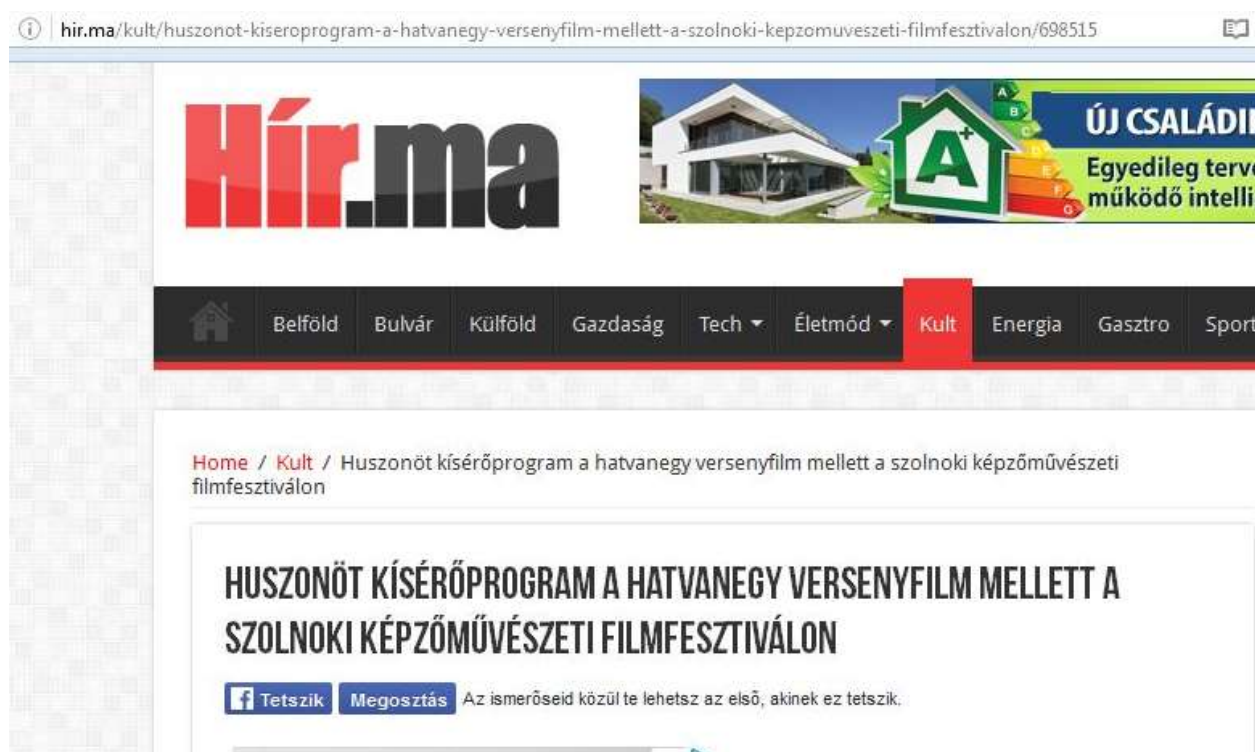 hir.ma/kult/huszonot-kiseroprogram-a-hatvanegy-versenyfilm-mellett-a-szolnoki-kepzomuveszeti-filmfesztivalon/698515
Hír.ma
A+
A
B
E
F
G
ÚJ CSALÁDI
Egyedileg terve
működő intelli
Belföld Bulvár Külföld Gazdaság Tech Életmód Kult Energia Gasztro Sport
Home / Kult / Huszonöt kísérőprogram a hatvanegy versenyfilm mellett a szolnoki képzőművészeti
filmfesztiválon
HUSZONÖT KÍSÉRŐPROGRAM A HATVANEGY VERSENYFILM MELLETT A
SZOLNOKI KÉPZŐMŰVÉSZETI FILMFESZTIVÁLON
Tetszik Megosztás Az ismerőseid közül te lehetsz az első, akinek ez tetszik.